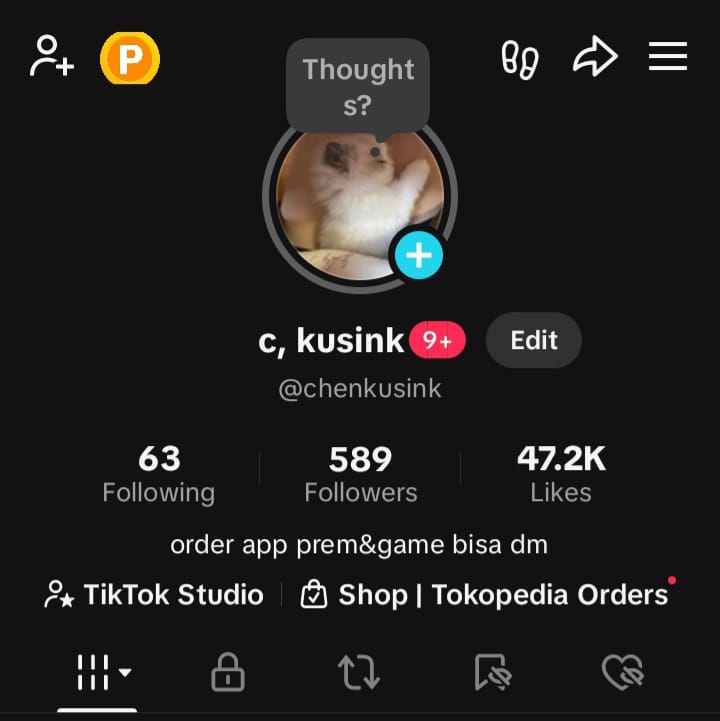 P
Thought
s?
c, kusink 9+ Edit
@chenkusink
63 589 47.2K
Following Followers Likes
order app prem&game bisa dm
TikTok Studio Shop | Tokopedia Orders